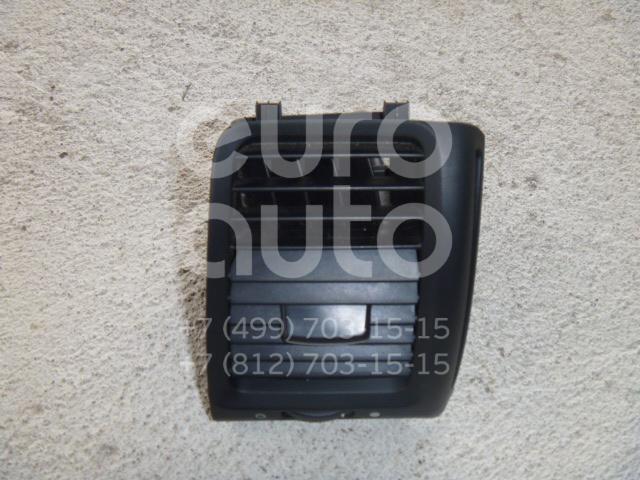 euro
auto
+7 (499) 703-15-15
+7 (812) 703-15-15